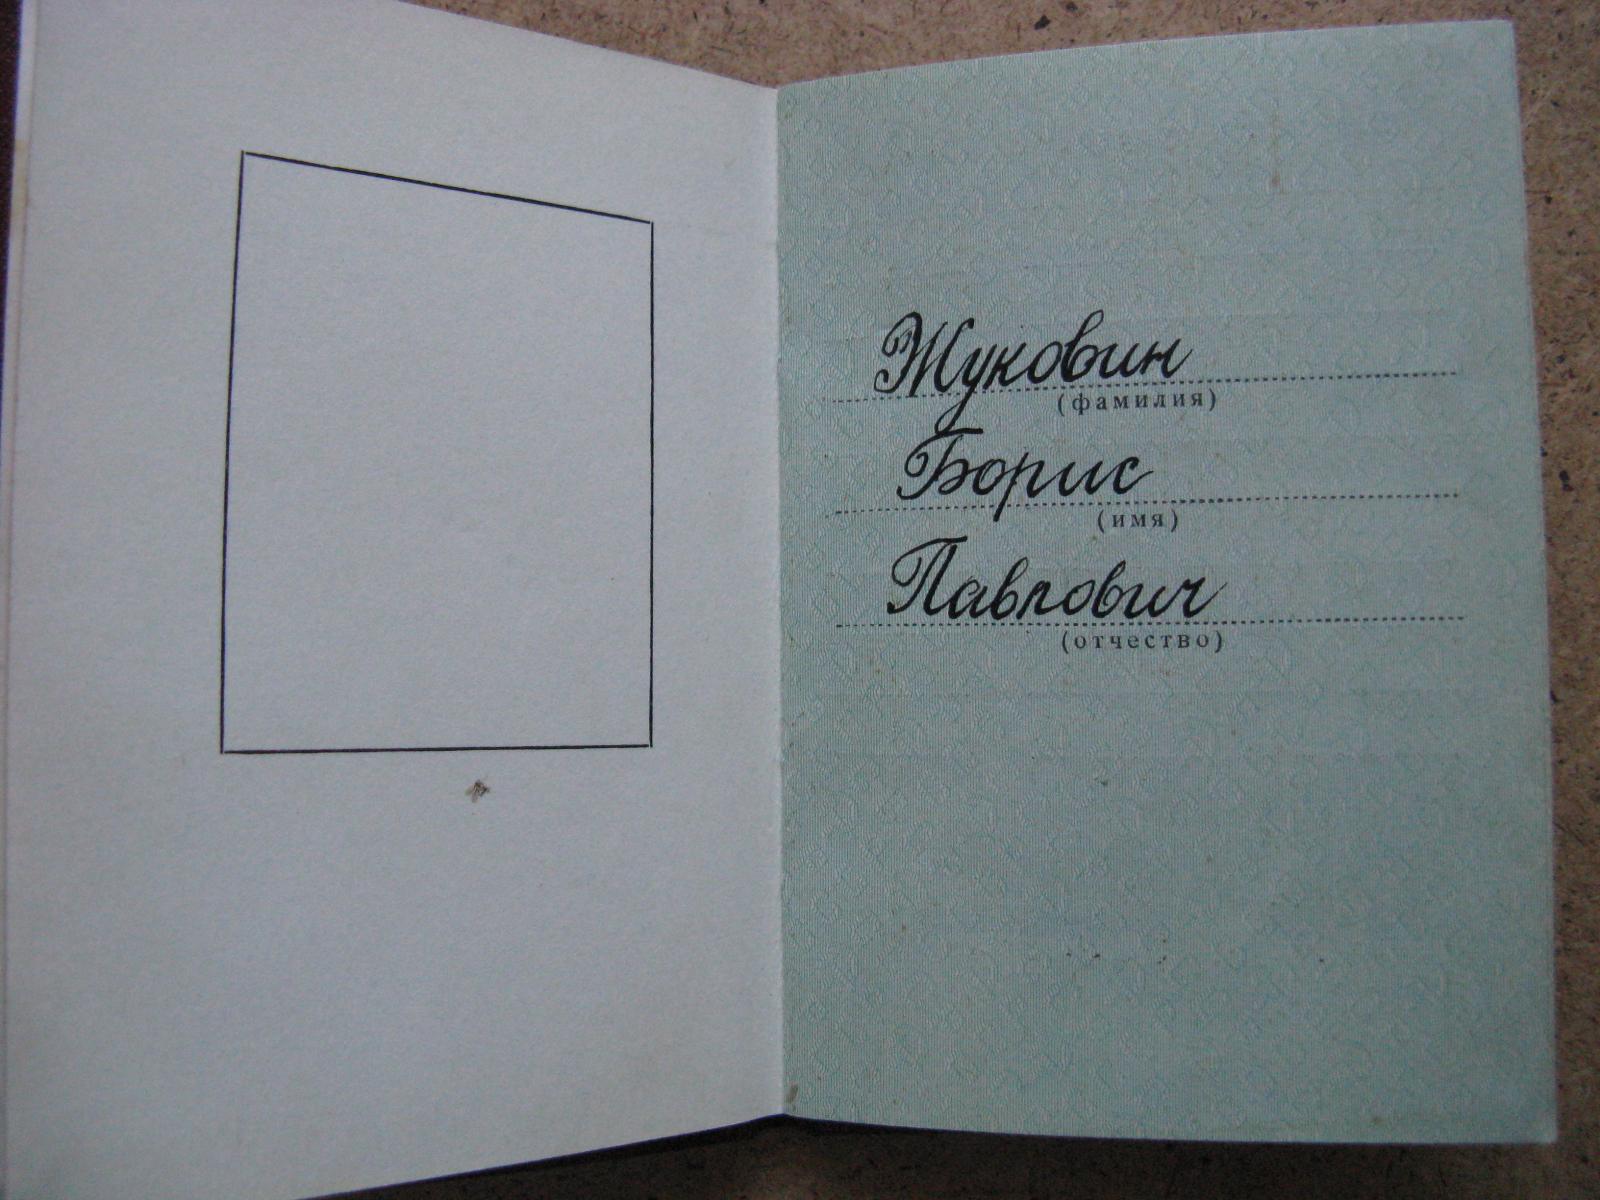 Жуковин
(фамилия)
Борис
(имя)
Павлович
(отчество)